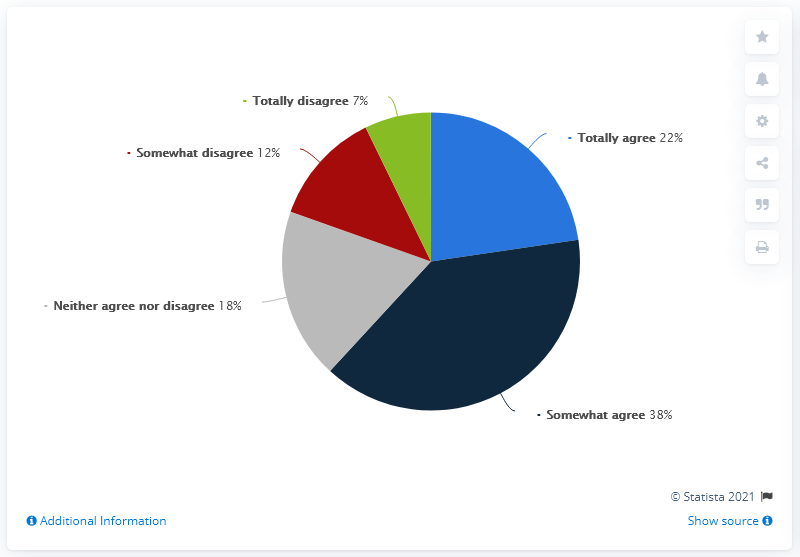 Totally disagree 7%
Totally agree 22%
Somewhat disagree 12%
Neither agree nor disagree 18%
Somewhat agree 38%
© Statista 2021
Additional Information
Show source